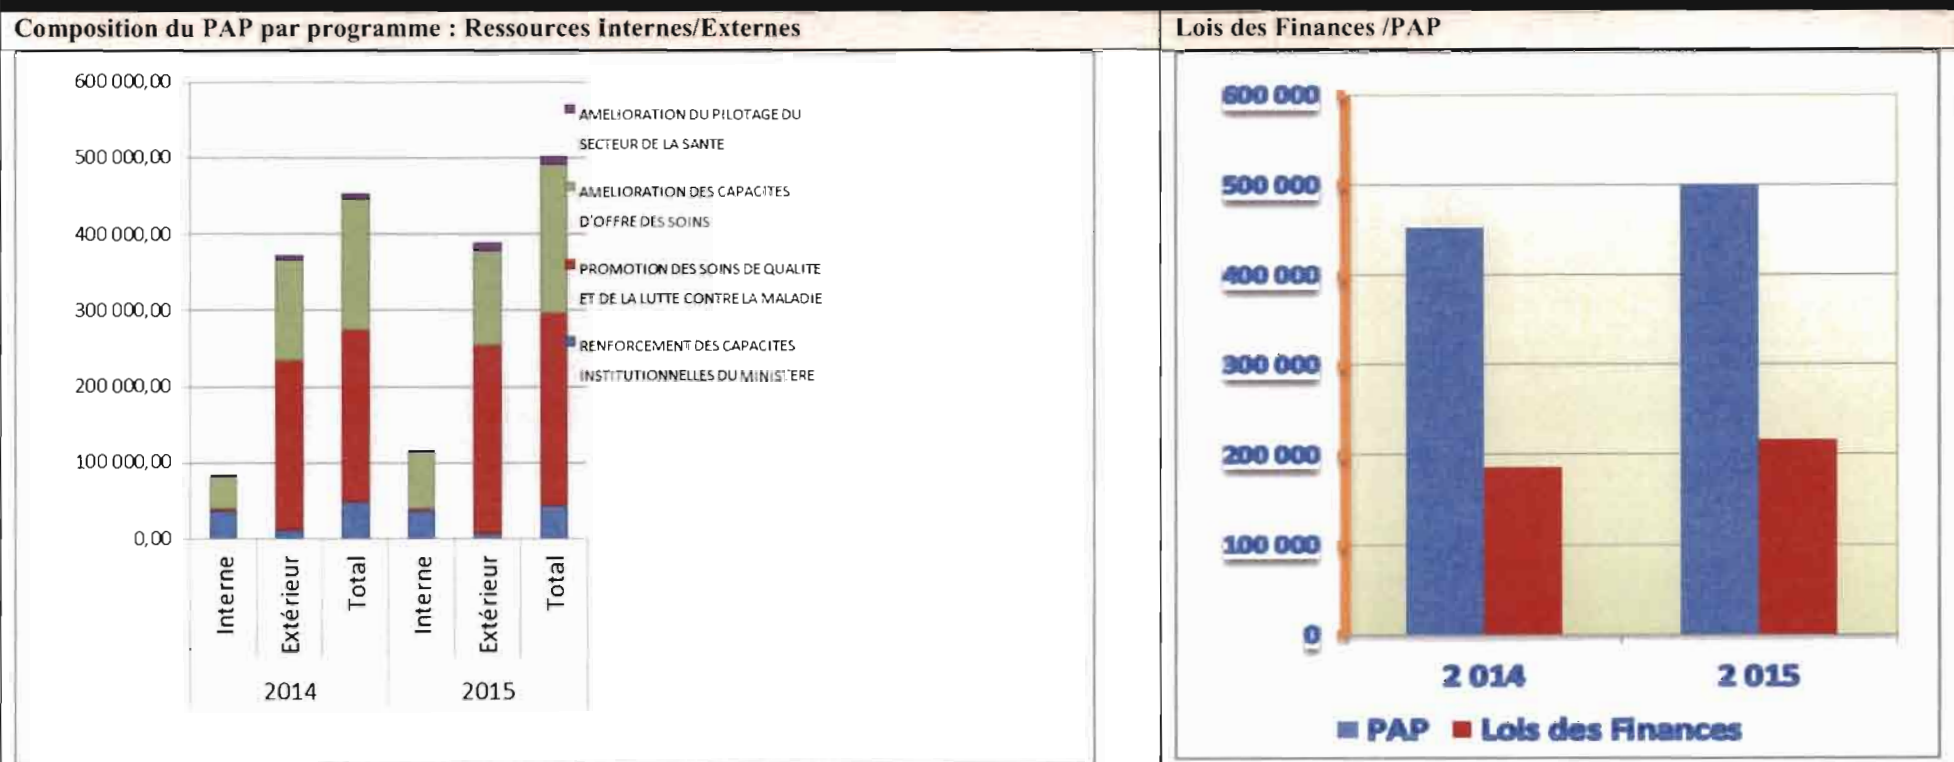 Composition du PAP par programme : Ressources Internes/Externes
600 000,00
500 000,00
400 000,00
300 000,00
200 000,00
100 000,00
0,00
Interne
Extérieur
Total
Interne
Extérieur
Total
2014
2015
AMELIORATION DU PILOTAGE DU
SECTEUR DE LA SANTE
AMELIORATION DES CAPACITES
D'OFFRE DES SOINS
PROMOTION DES SOINS DE QUALITE
ET DE LA LUTTE CONTRE LA MALADIE
RENFORCEMENT DES CAPACITES
INSTITUTIONNELLES DU MINISTERE
Lois des Finances /PAP
600 000
500 000
400 000
300 000
200 000
100 000
0
2 014
2 015
PAP
Lois des Finances